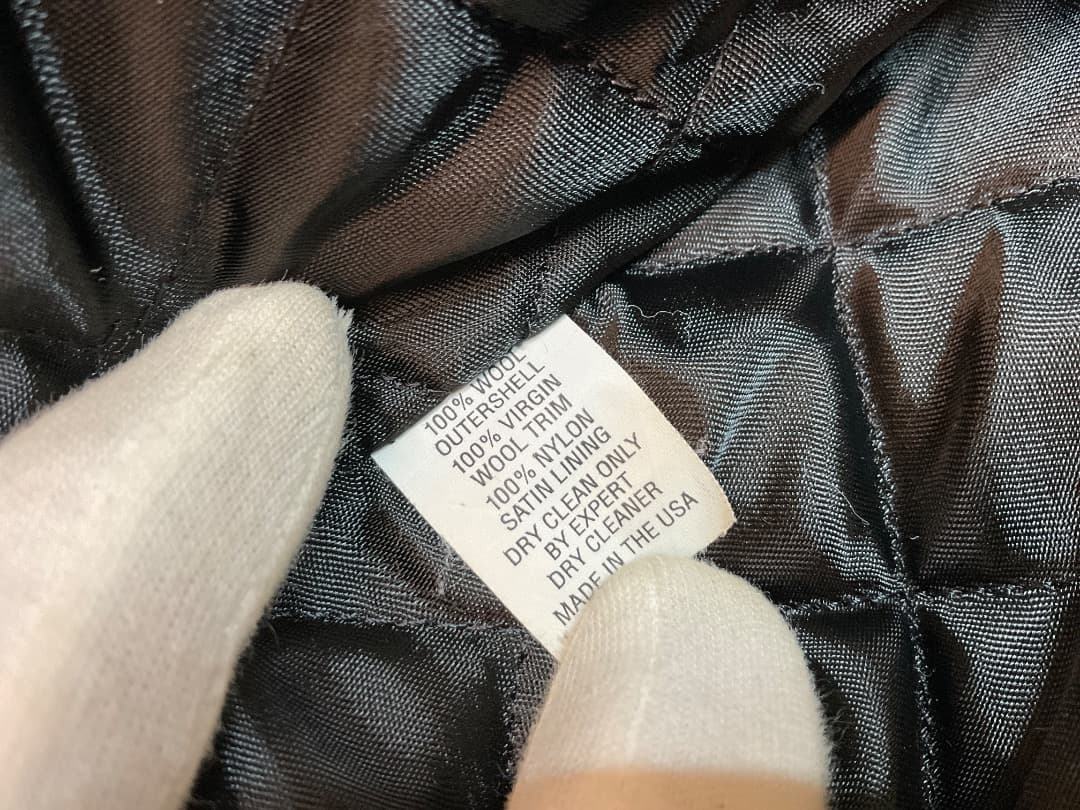 100% WOOL
OUTERSHELL
100% VIRGIN
WOOL TRIM
100% NYLON
SATIN LINING
DRY CLEAN ONLY
BY EXPERT
DRY CLEANER
MADE IN THE USA